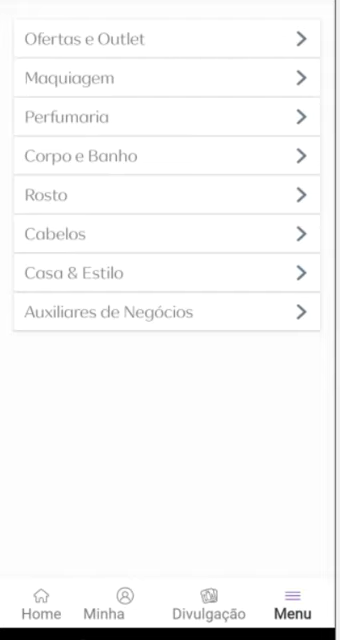 Ofertas e Outlet
Maquiagem
Perfumaria
Corpo e Banho
Rosto
Cabelos
Casa & Estilo
Auxiliares de Negócios
Home Minha Divulgação Menu